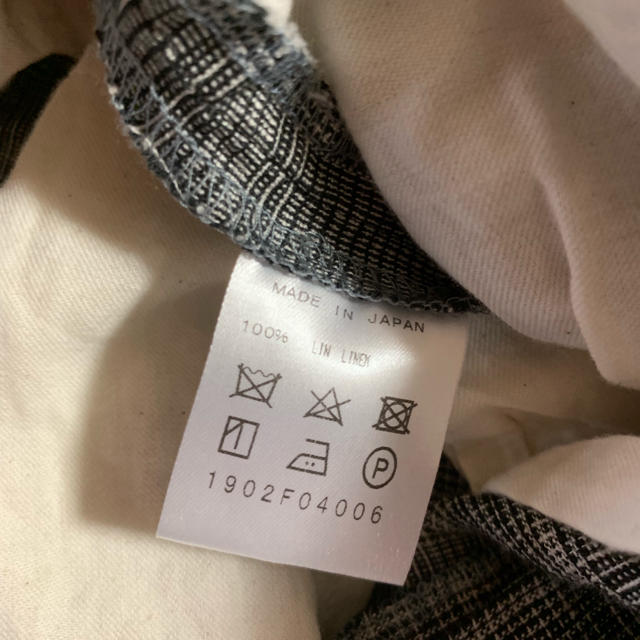 MADE IN JAPAN
100% LIN LINEN
P
1902F04006